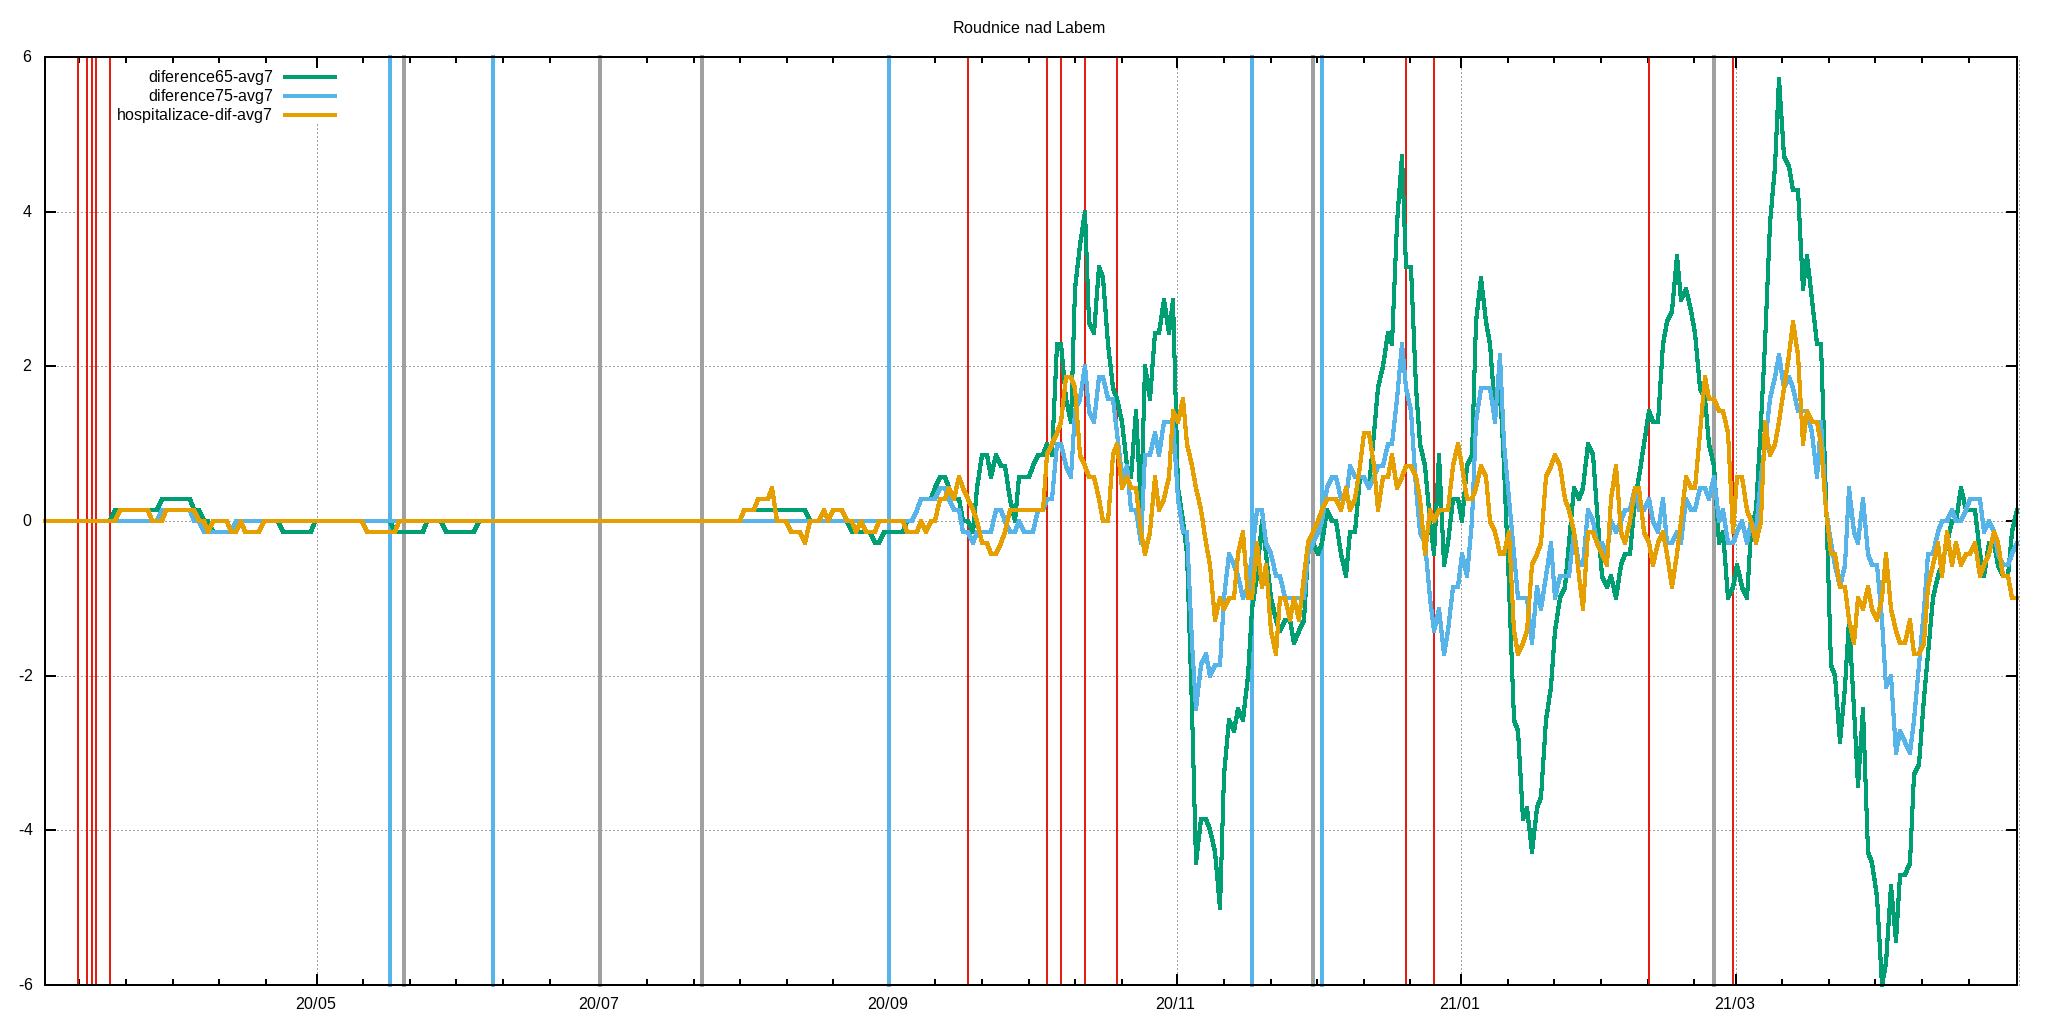 Roudnice nad Labem
diference65-avg7
diference75-avg7
hospitalizace-dif-avg7
6
4
2
0
-2
-4
-6
20/05 20/07 20/09 20/11 21/01 21/03